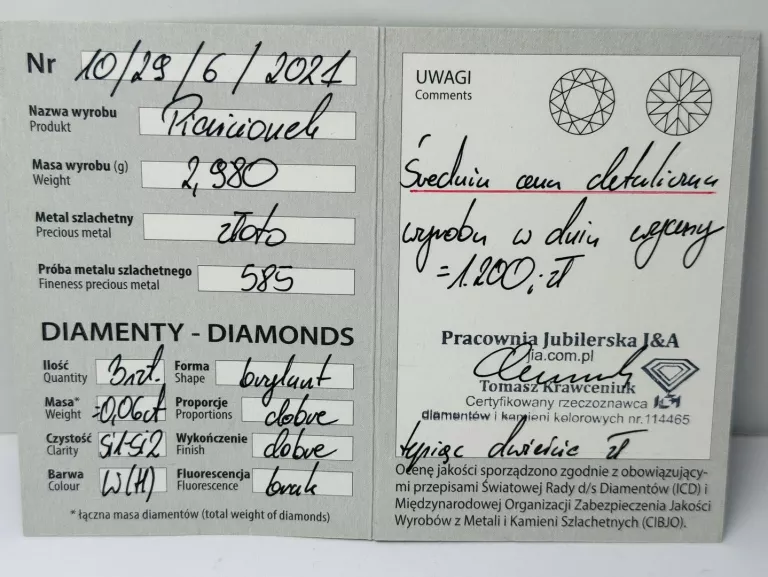 Nr 10/29/6/2021
Nazwa wyrobu Pierścionek
Produkt
Masa wyrobu (g) 2,980
Weight
Metal szlachetny złoto
Precious metal
Próba metalu szlachetnego 585
Fineness precious metal
DIAMENTY - DIAMONDS
Ilość 3szt.
Quantity
Forma brylant
Shape
Masa* =0,06ct
Weight
Proporcje dobre
Proportions
Czystość SI1-SI2
Clarity
Wykończenie dobre
Finish
Barwa W(H)
Colour
Fluorescencja brak
Fluorescence
* łączna masa diamentów (total weight of diamonds)
UWAGI
Comments
Średnia cena detaliczna
wyrobu w dniu wyceny
=1.200,-zł
Pracownia Jubilerska J&A
jia.com.pl
Tomasz Krawceniuk
Certyfikowany rzeczoznawca
diamentów i kamieni kolorowych nr.114465
tysiąc dwieście zł
Ocenę jakości sporządzono zgodnie z obowiązują-
mi przepisami Światowej Rady d/s Diamentów (ICD) i
Międzynarodowej Organizacji Zabezpieczenia Jakości
Wyrobów z Metali i Kamieni Szlachetnych (CIBJO).